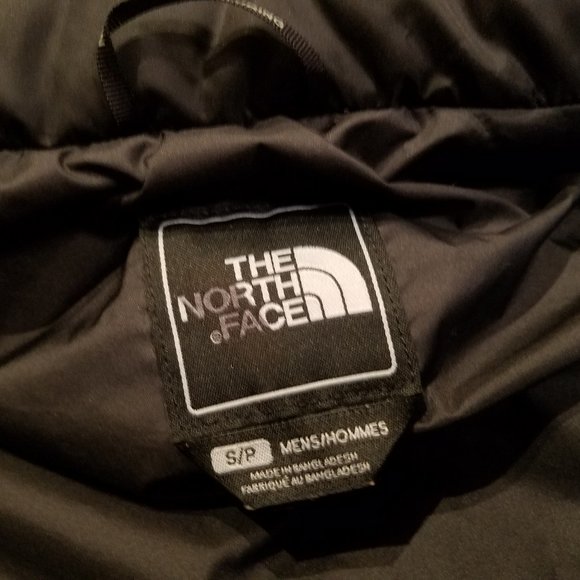 THE
NORTH
FACE
S/P MENS/HOMMES
MADE IN BANGLADESH
FABRIQUÉ AU BANGLADESH